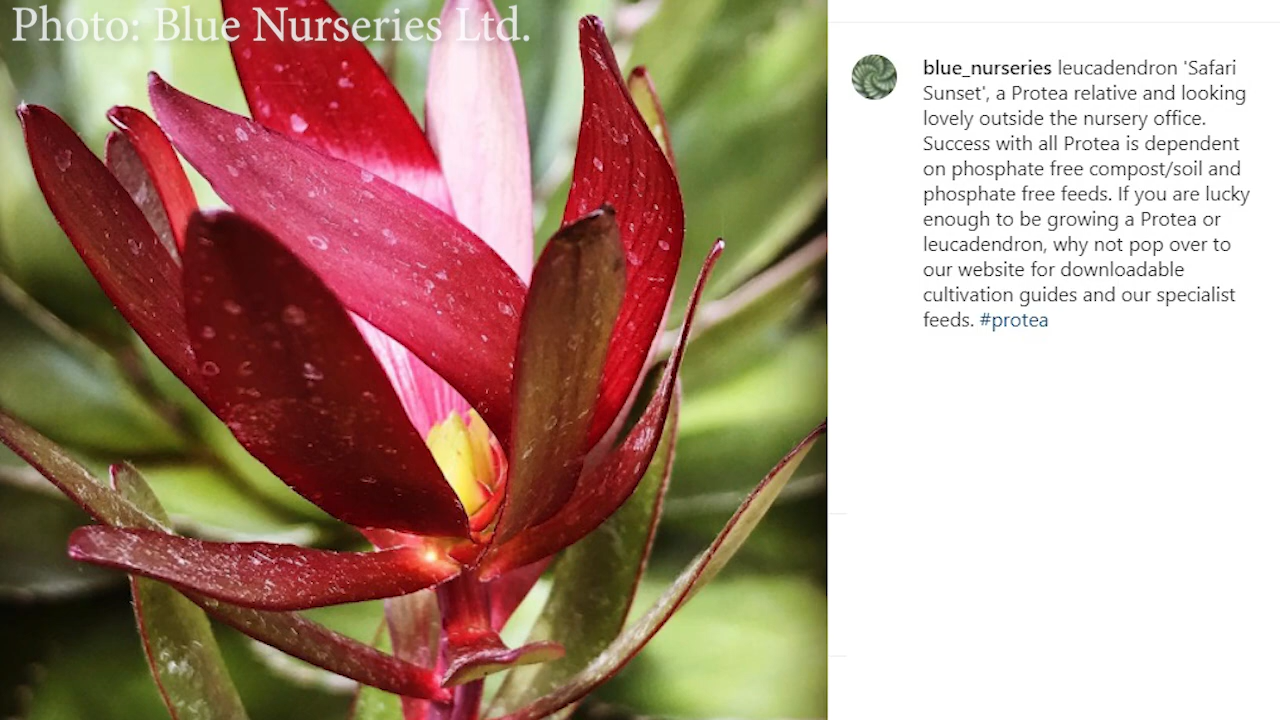 Photo: Blue Nurseries Ltd.
blue_nurseries leucadendron 'Safari
Sunset', a Protea relative and looking
lovely outside the nursery office.
Success with all Protea is dependent
on phosphate free compost/soil and
phosphate free feeds. If you are lucky
enough to be growing a Protea or
leucadendron, why not pop over to
our website for downloadable
cultivation guides and our specialist
feeds. #protea